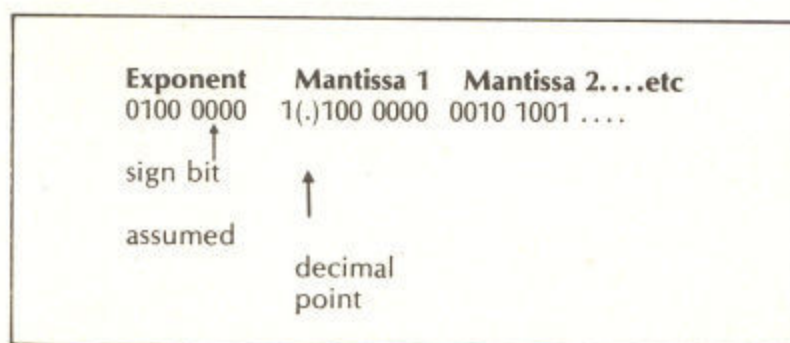 Exponent Mantissa 1 Mantissa 2....etc
0100 0000 1(.)100 0000 0010 1001 ....
sign bit
assumed
decimal
point